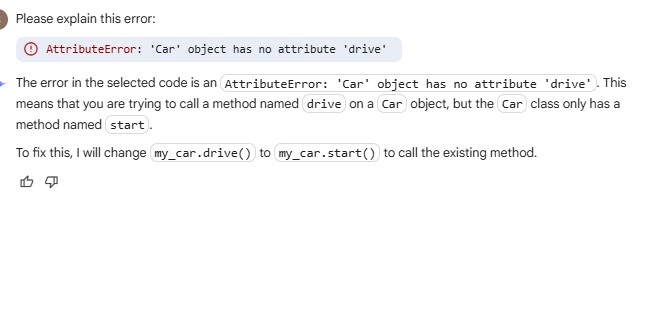 Please explain this error:
AttributeError: 'Car' object has no attribute 'drive'
The error in the selected code is an AttributeError: 'Car' object has no attribute 'drive'. This
means that you are trying to call a method named drive on a Car object, but the Car class only has a
method named start.
To fix this, I will change my_car.drive() to my_car.start() to call the existing method.